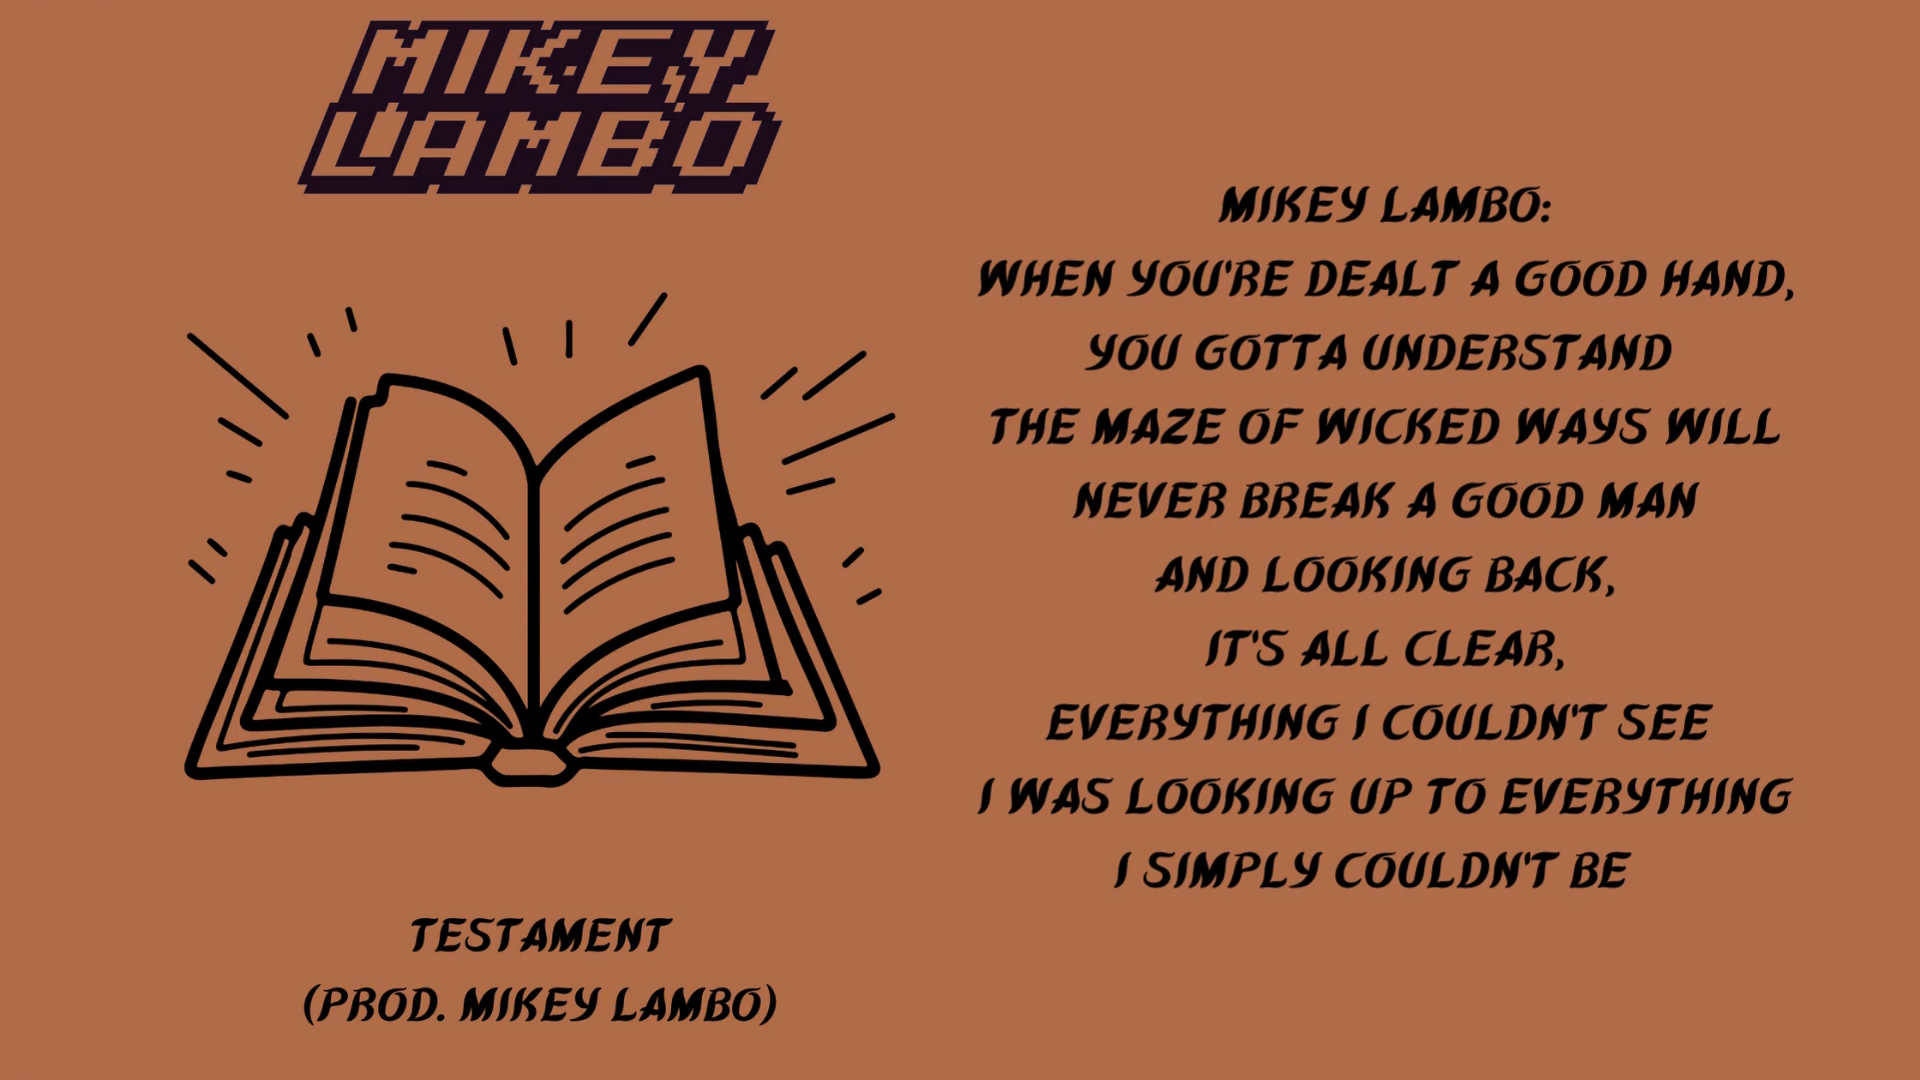 MIKEY
LAMBO
TESTAMENT
(PROD. MIKEY LAMBO)
MIKEY LAMBO:
WHEN YOU'RE DEALT A GOOD HAND,
YOU GOTTA UNDERSTAND
THE MAZE OF WICKED WAYS WILL
NEVER BREAK A GOOD MAN
AND LOOKING BACK,
IT'S ALL CLEAR,
EVERYTHING I COULDN'T SEE
I WAS LOOKING UP TO EVERYTHING
I SIMPLY COULDN'T BE